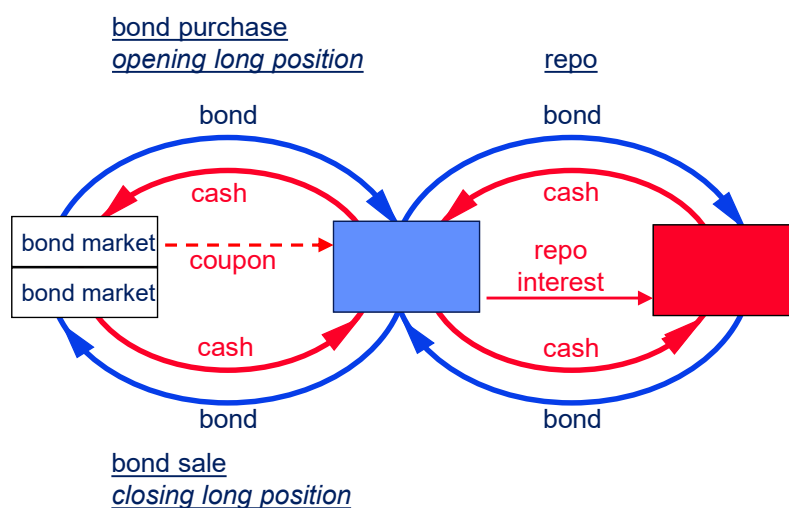 bond purchase
opening long position
repo
bond
bond
cash
cash
bond market
coupon
repo
interest
bond market
cash
cash
bond
bond
bond sale
closing long position